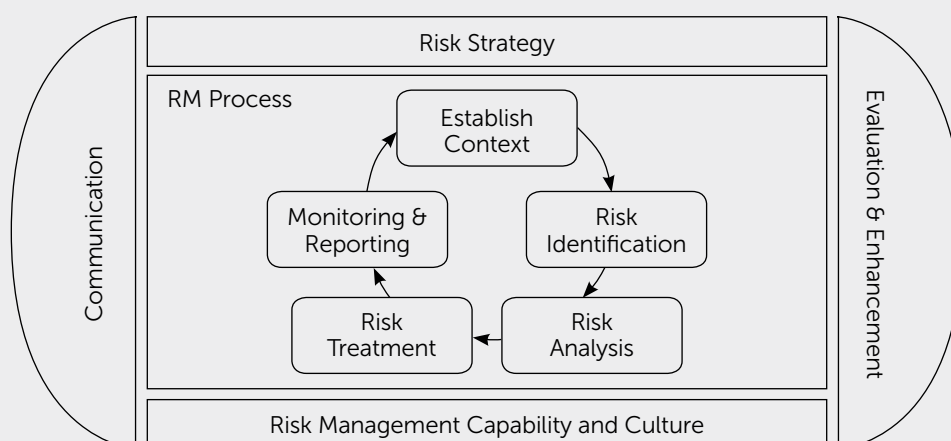 Risk Strategy
RM Process
Establish
Context
Risk
Identification
Risk
Analysis
Risk
Treatment
Monitoring &
Reporting
Communication
Evaluation & Enhancement
Risk Management Capability and Culture